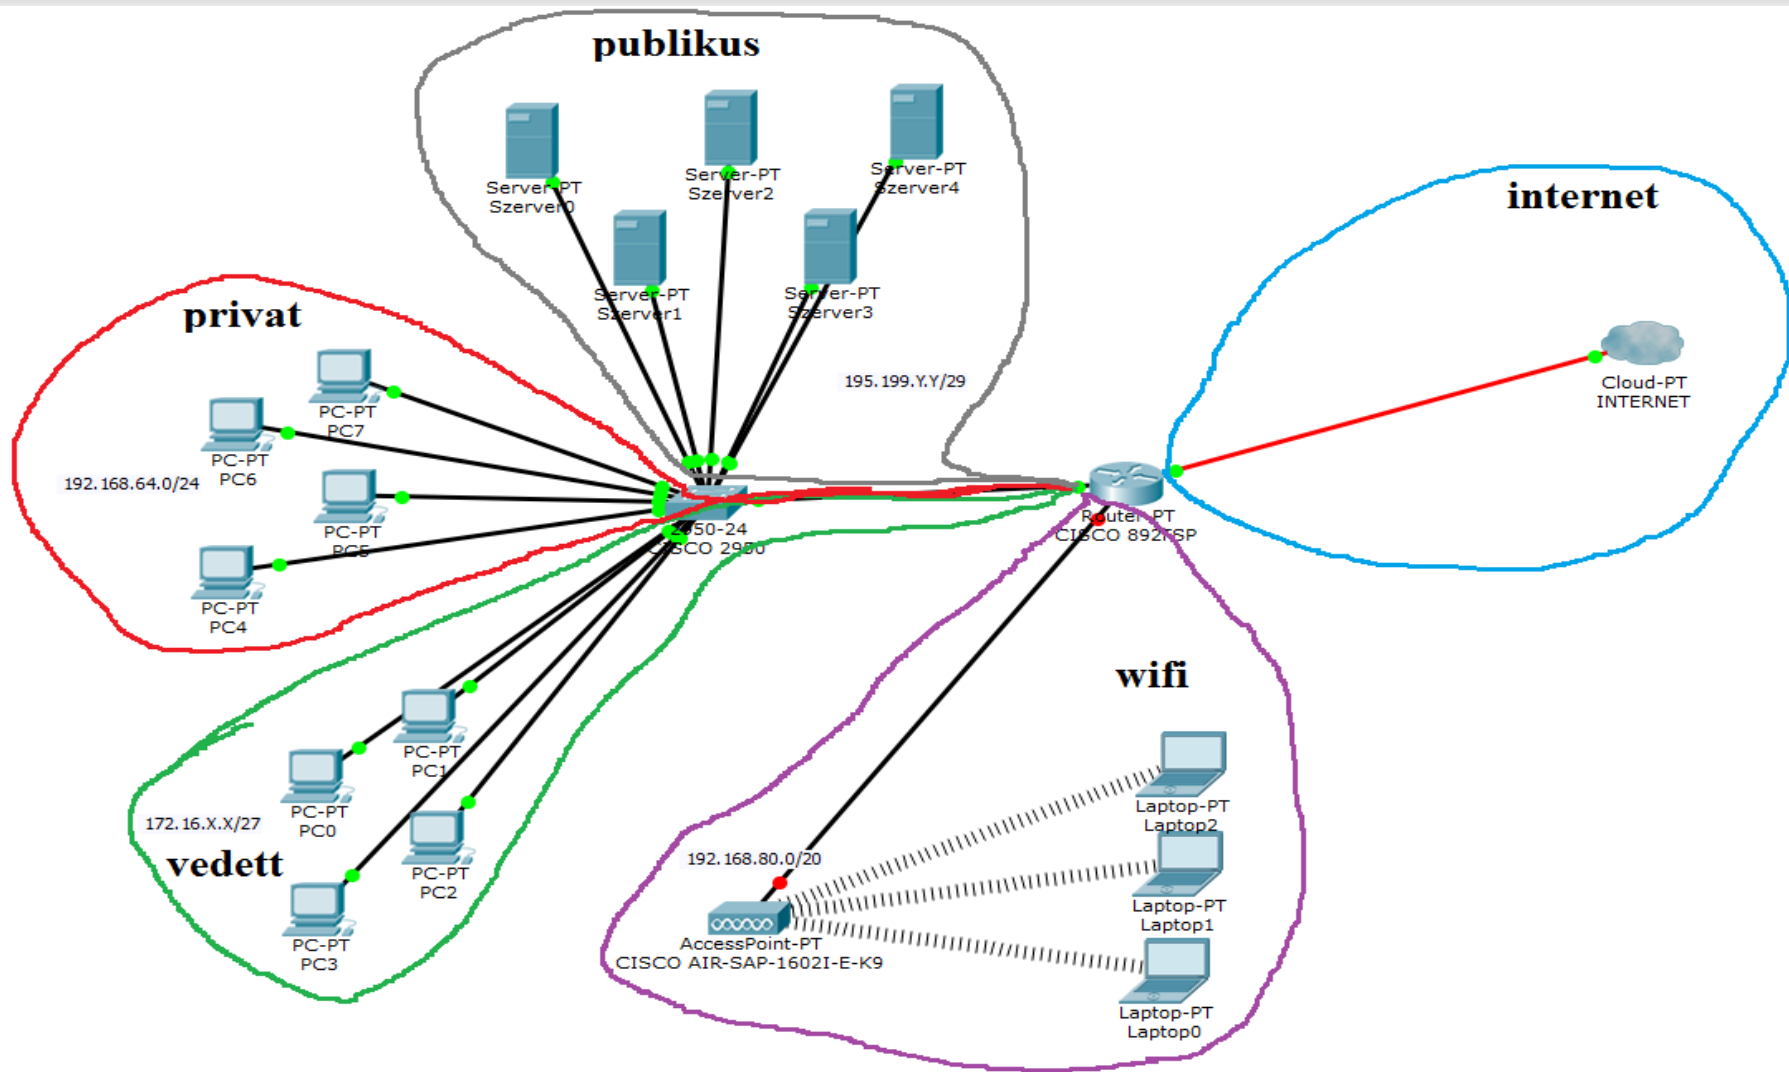 publikus
Server-PT
Szerver0
Server-PT
Szerver2
Server-PT
Szerver4
Server-PT
Szerver1
Server-PT
Szerver3
195.199.Y.Y/29
internet
Cloud-PT
INTERNET
privat
PC-PT
PC7
PC-PT
PC6
192.168.64.0/24
PC-PT
PC5
PC-PT
PC4
2950-24
CISCO 2950
Router-PT
CISCO 892FSP
PC-PT
PC1
PC-PT
PC0
172.16.X.X/27
vedett
PC-PT
PC2
PC-PT
PC3
wifi
Laptop-PT
Laptop2
192.168.80.0/20
Laptop-PT
Laptop1
AccessPoint-PT
CISCO AIR-SAP-1602I-E-K9
Laptop-PT
Laptop0